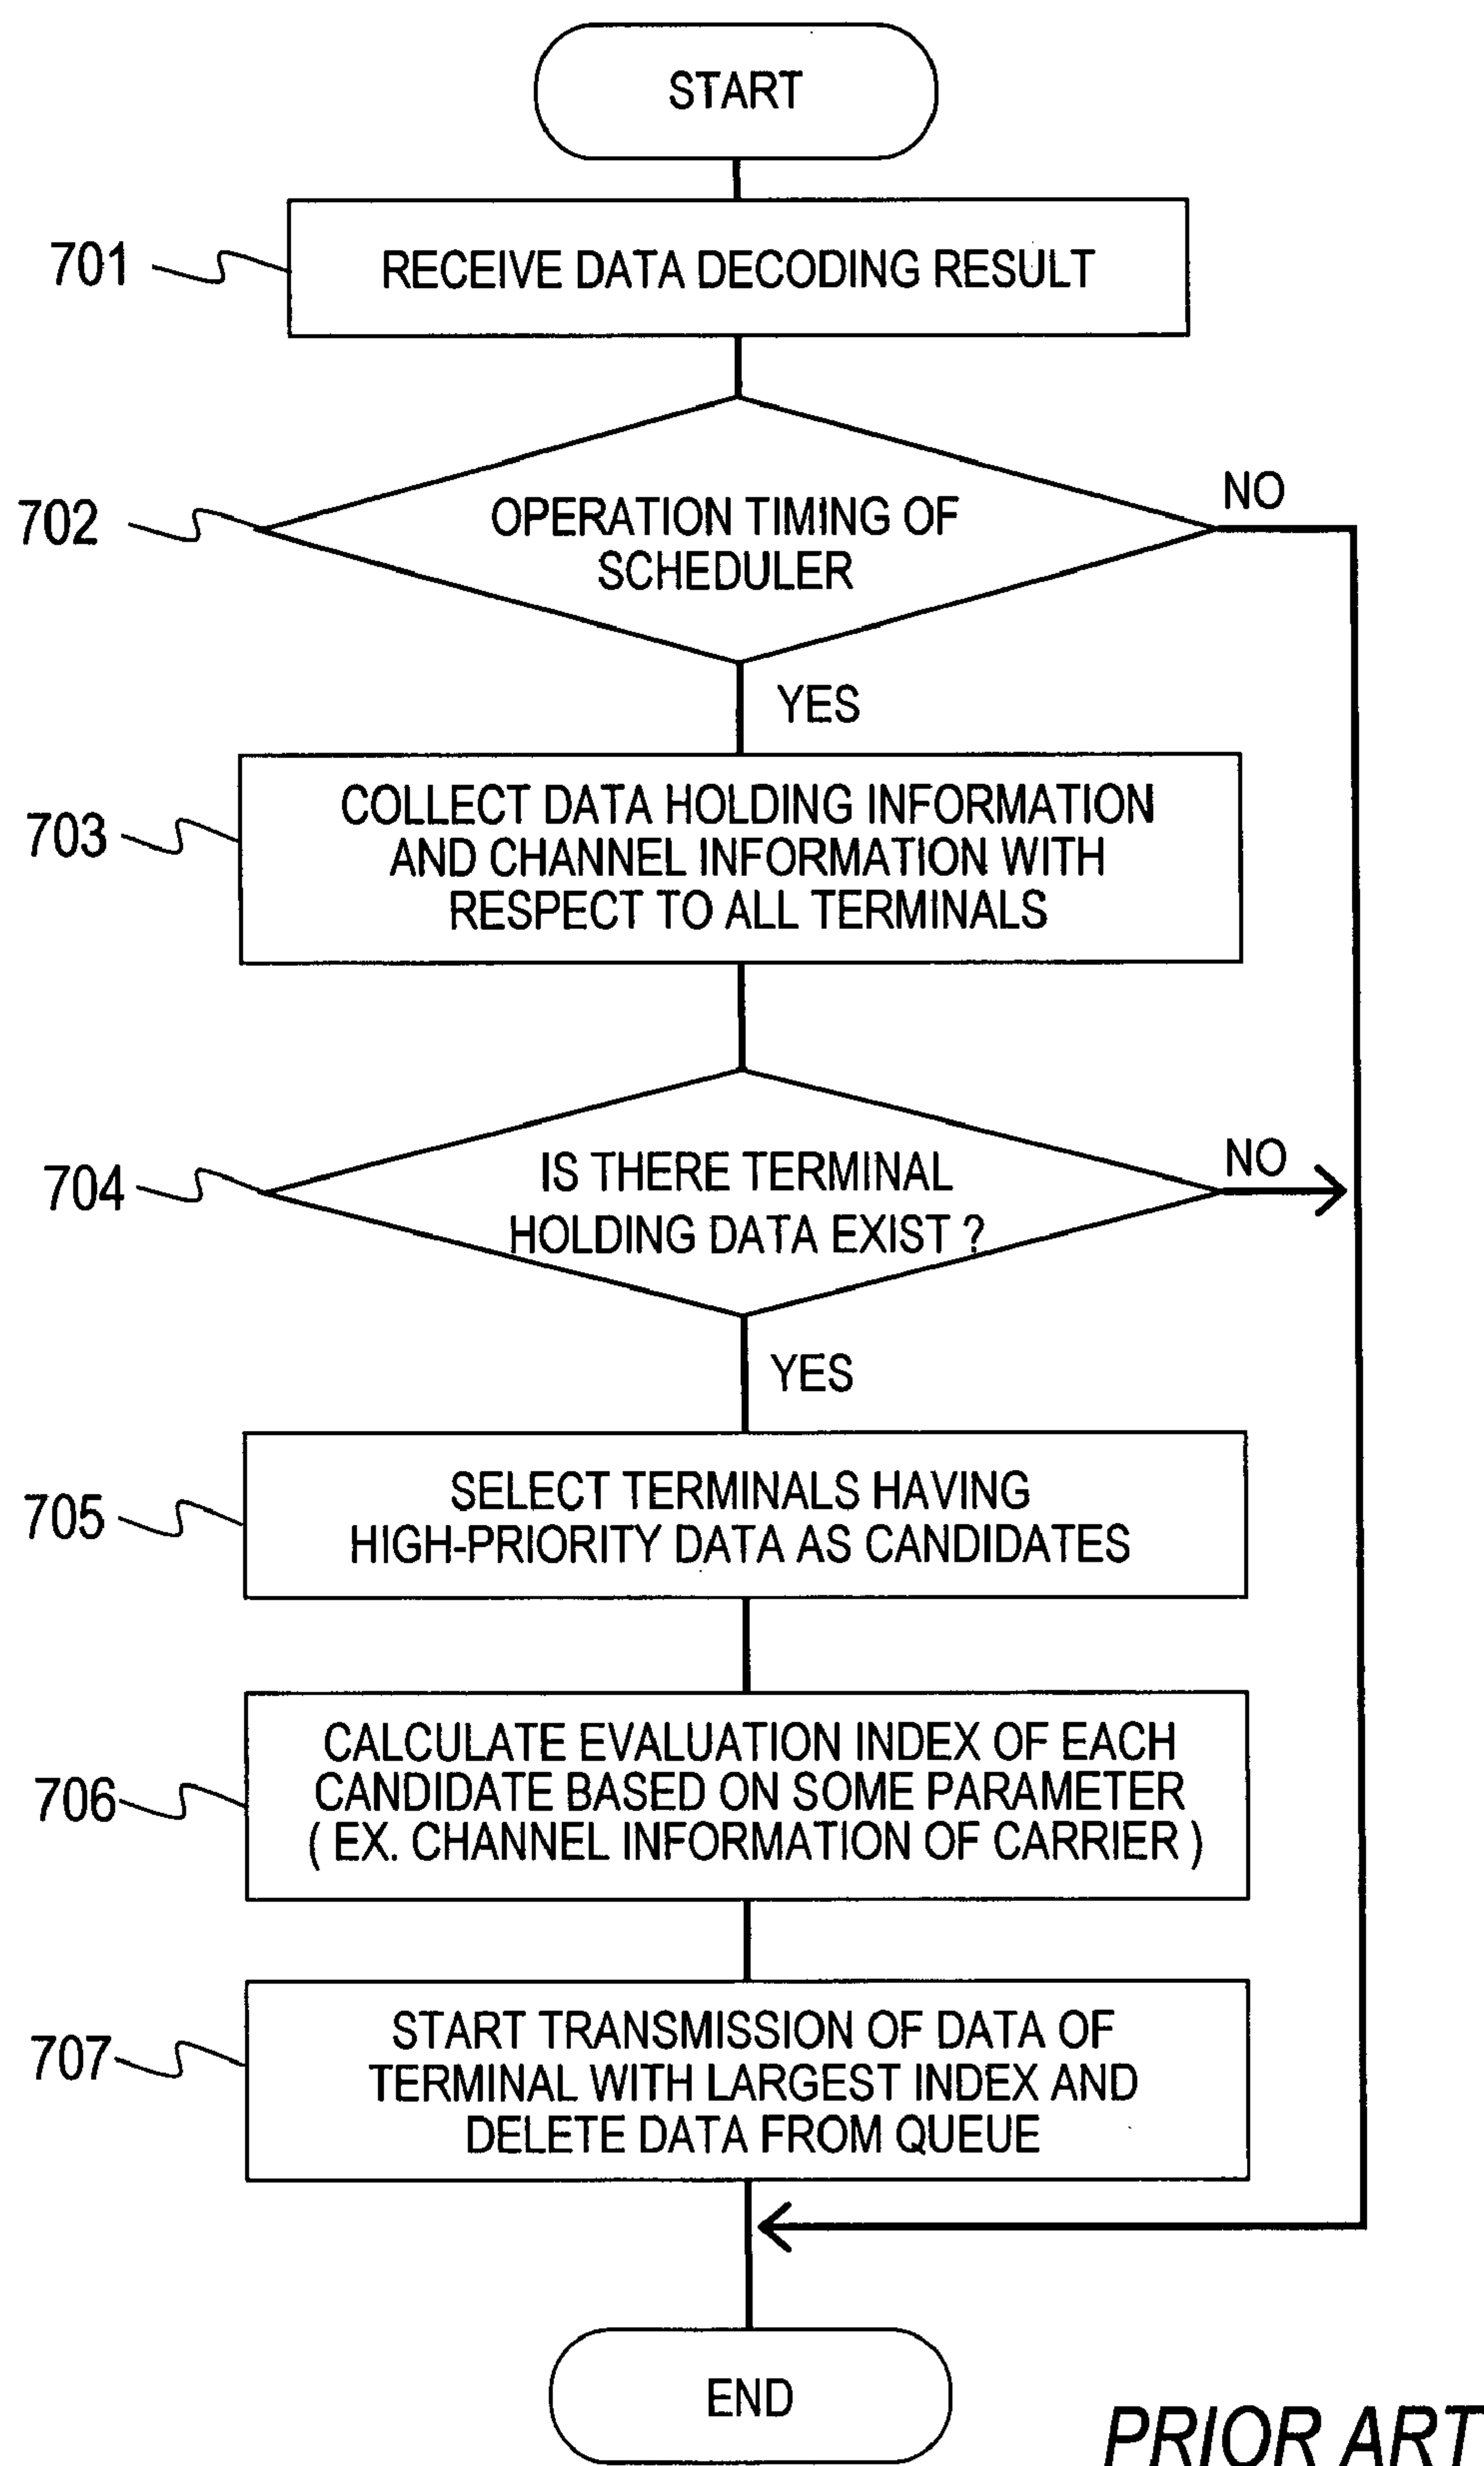 START
701
RECEIVE DATA DECODING RESULT
702
OPERATION TIMING OF
SCHEDULER
NO
YES
703
COLLECT DATA HOLDING INFORMATION
AND CHANNEL INFORMATION WITH
RESPECT TO ALL TERMINALS
704
IS THERE TERMINAL
HOLDING DATA EXIST ?
NO
YES
705
SELECT TERMINALS HAVING
HIGH-PRIORITY DATA AS CANDIDATES
706
CALCULATE EVALUATION INDEX OF EACH
CANDIDATE BASED ON SOME PARAMETER
( EX. CHANNEL INFORMATION OF CARRIER )
707
START TRANSMISSION OF DATA OF
TERMINAL WITH LARGEST INDEX AND
DELETE DATA FROM QUEUE
END
PRIOR ART